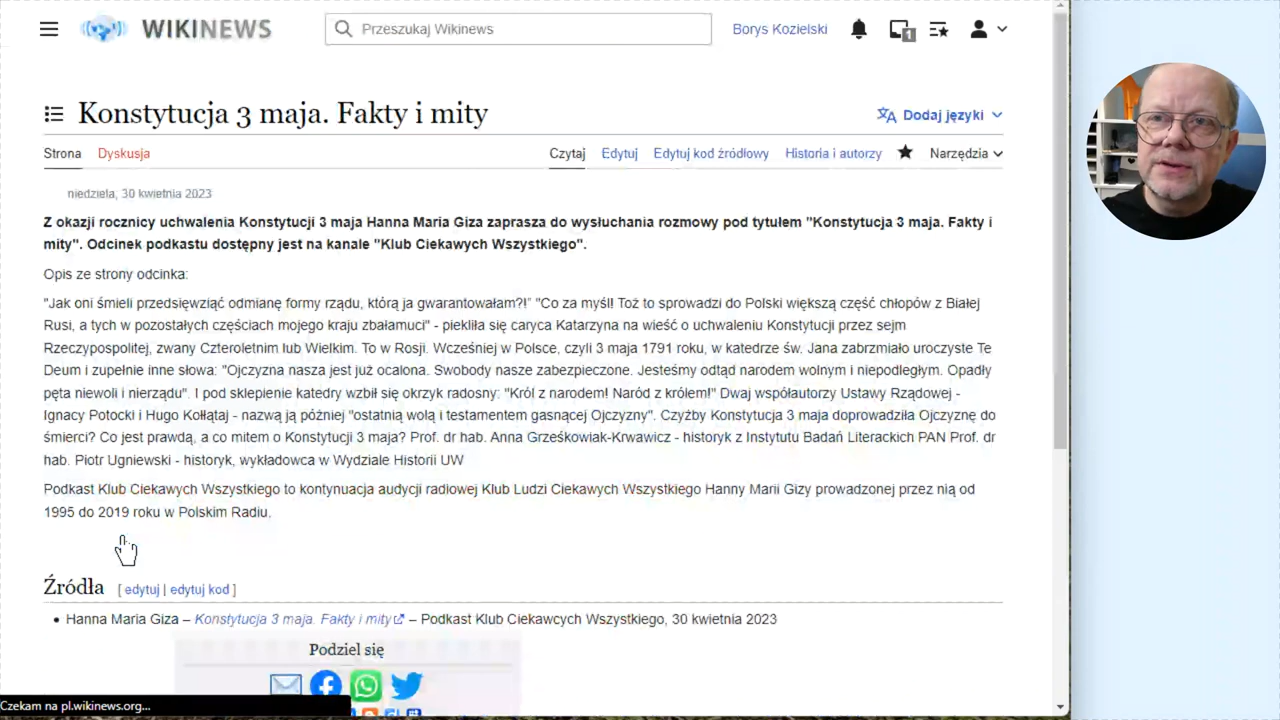 WIKINEWS
Przeszukaj Wikinews
Borys Kozielski
1
Konstytucja 3 maja. Fakty i mity
Dodaj języki
Strona
Dyskusja
Czytaj
Edytuj
Edytuj kod źródłowy
Historia i autorzy
Narzędzia
niedziela, 30 kwietnia 2023
Z okazji rocznicy uchwalenia Konstytucji 3 maja Hanna Maria Giza zaprasza do wysłuchania rozmowy pod tytułem "Konstytucja 3 maja. Fakty i
mity". Odcinek podkastu dostępny jest na kanale "Klub Ciekawych Wszystkiego".
Opis ze strony odcinka:
"Jak oni śmieli przedsięwziąć odmianę formy rządu, którą ja gwarantowałam?!" "Co za myśl! Toż to sprowadzi do Polski większą część chłopów z Białej
Rusi, a tych w pozostałych częściach mojego kraju zbałamuci" - piekliła się caryca Katarzyna na wieść o uchwaleniu Konstytucji przez sejm
Rzeczypospolitej, zwany Czteroletnim lub Wielkim. To w Rosji. Wcześniej w Polsce, czyli 3 maja 1791 roku, w katedrze św. Jana zabrzmiało uroczyste Te
Deum i zupełnie inne słowa: "Ojczyzna nasza jest już ocalona. Swobody nasze zabezpieczone. Jesteśmy odtąd narodem wolnym i niepodległym. Opadły
pęta niewoli i nierządu". I pod sklepienie katedry wzbił się okrzyk radosny: "Król z narodem! Naród z królem!" Dwaj współautorzy Ustawy Rządowej -
Ignacy Potocki i Hugo Kołłątaj - nazwą ją później "ostatnią wolą i testamentem gasnącej Ojczyzny". Czyżby Konstytucja 3 maja doprowadziła Ojczyznę do
śmierci? Co jest prawdą, a co mitem o Konstytucji 3 maja? Prof. dr hab. Anna Grześkowiak-Krwawicz - historyk z Instytutu Badań Literackich PAN Prof. dr
hab. Piotr Ugniewski - historyk, wykładowca w Wydziale Historii UW
Podkast Klub Ciekawych Wszystkiego to kontynuacja audycji radiowej Klub Ludzi Ciekawych Wszystkiego Hanny Marii Gizy prowadzonej przez nią od
1995 do 2019 roku w Polskim Radiu.
Źródła [ edytuj | edytuj kod ]
• Hanna Maria Giza – Konstytucja 3 maja. Fakty i mity – Podkast Klub Ciekawcych Wszystkiego, 30 kwietnia 2023
Podziel się
Czekam na pl.wikinews.org...